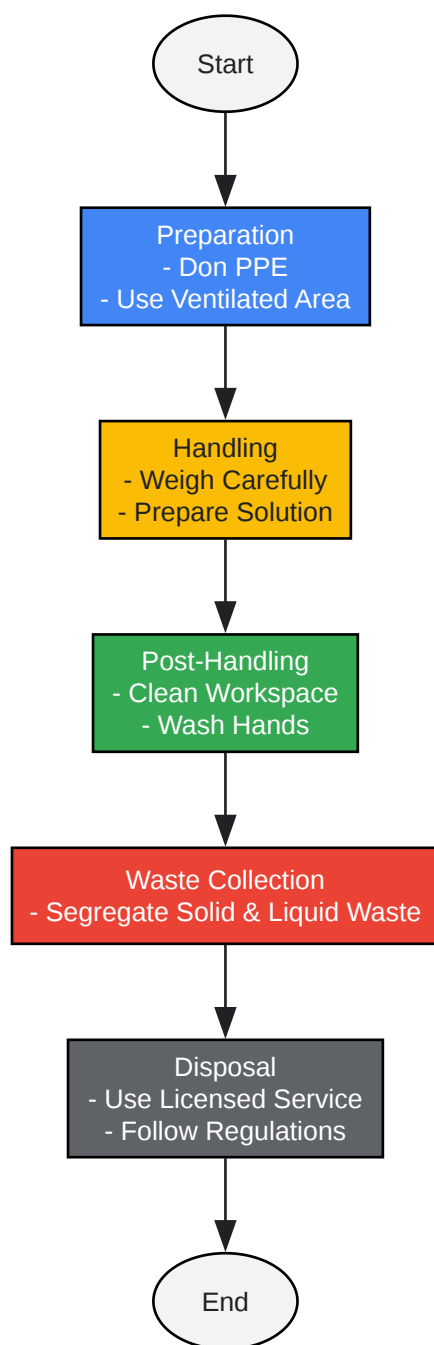 Start
Preparation
- Don PPE
- Use Ventilated Area
Handling
- Weigh Carefully
- Prepare Solution
Post-Handling
- Clean Workspace
- Wash Hands
Waste Collection
- Segregate Solid & Liquid Waste
Disposal
- Use Licensed Service
- Follow Regulations
End